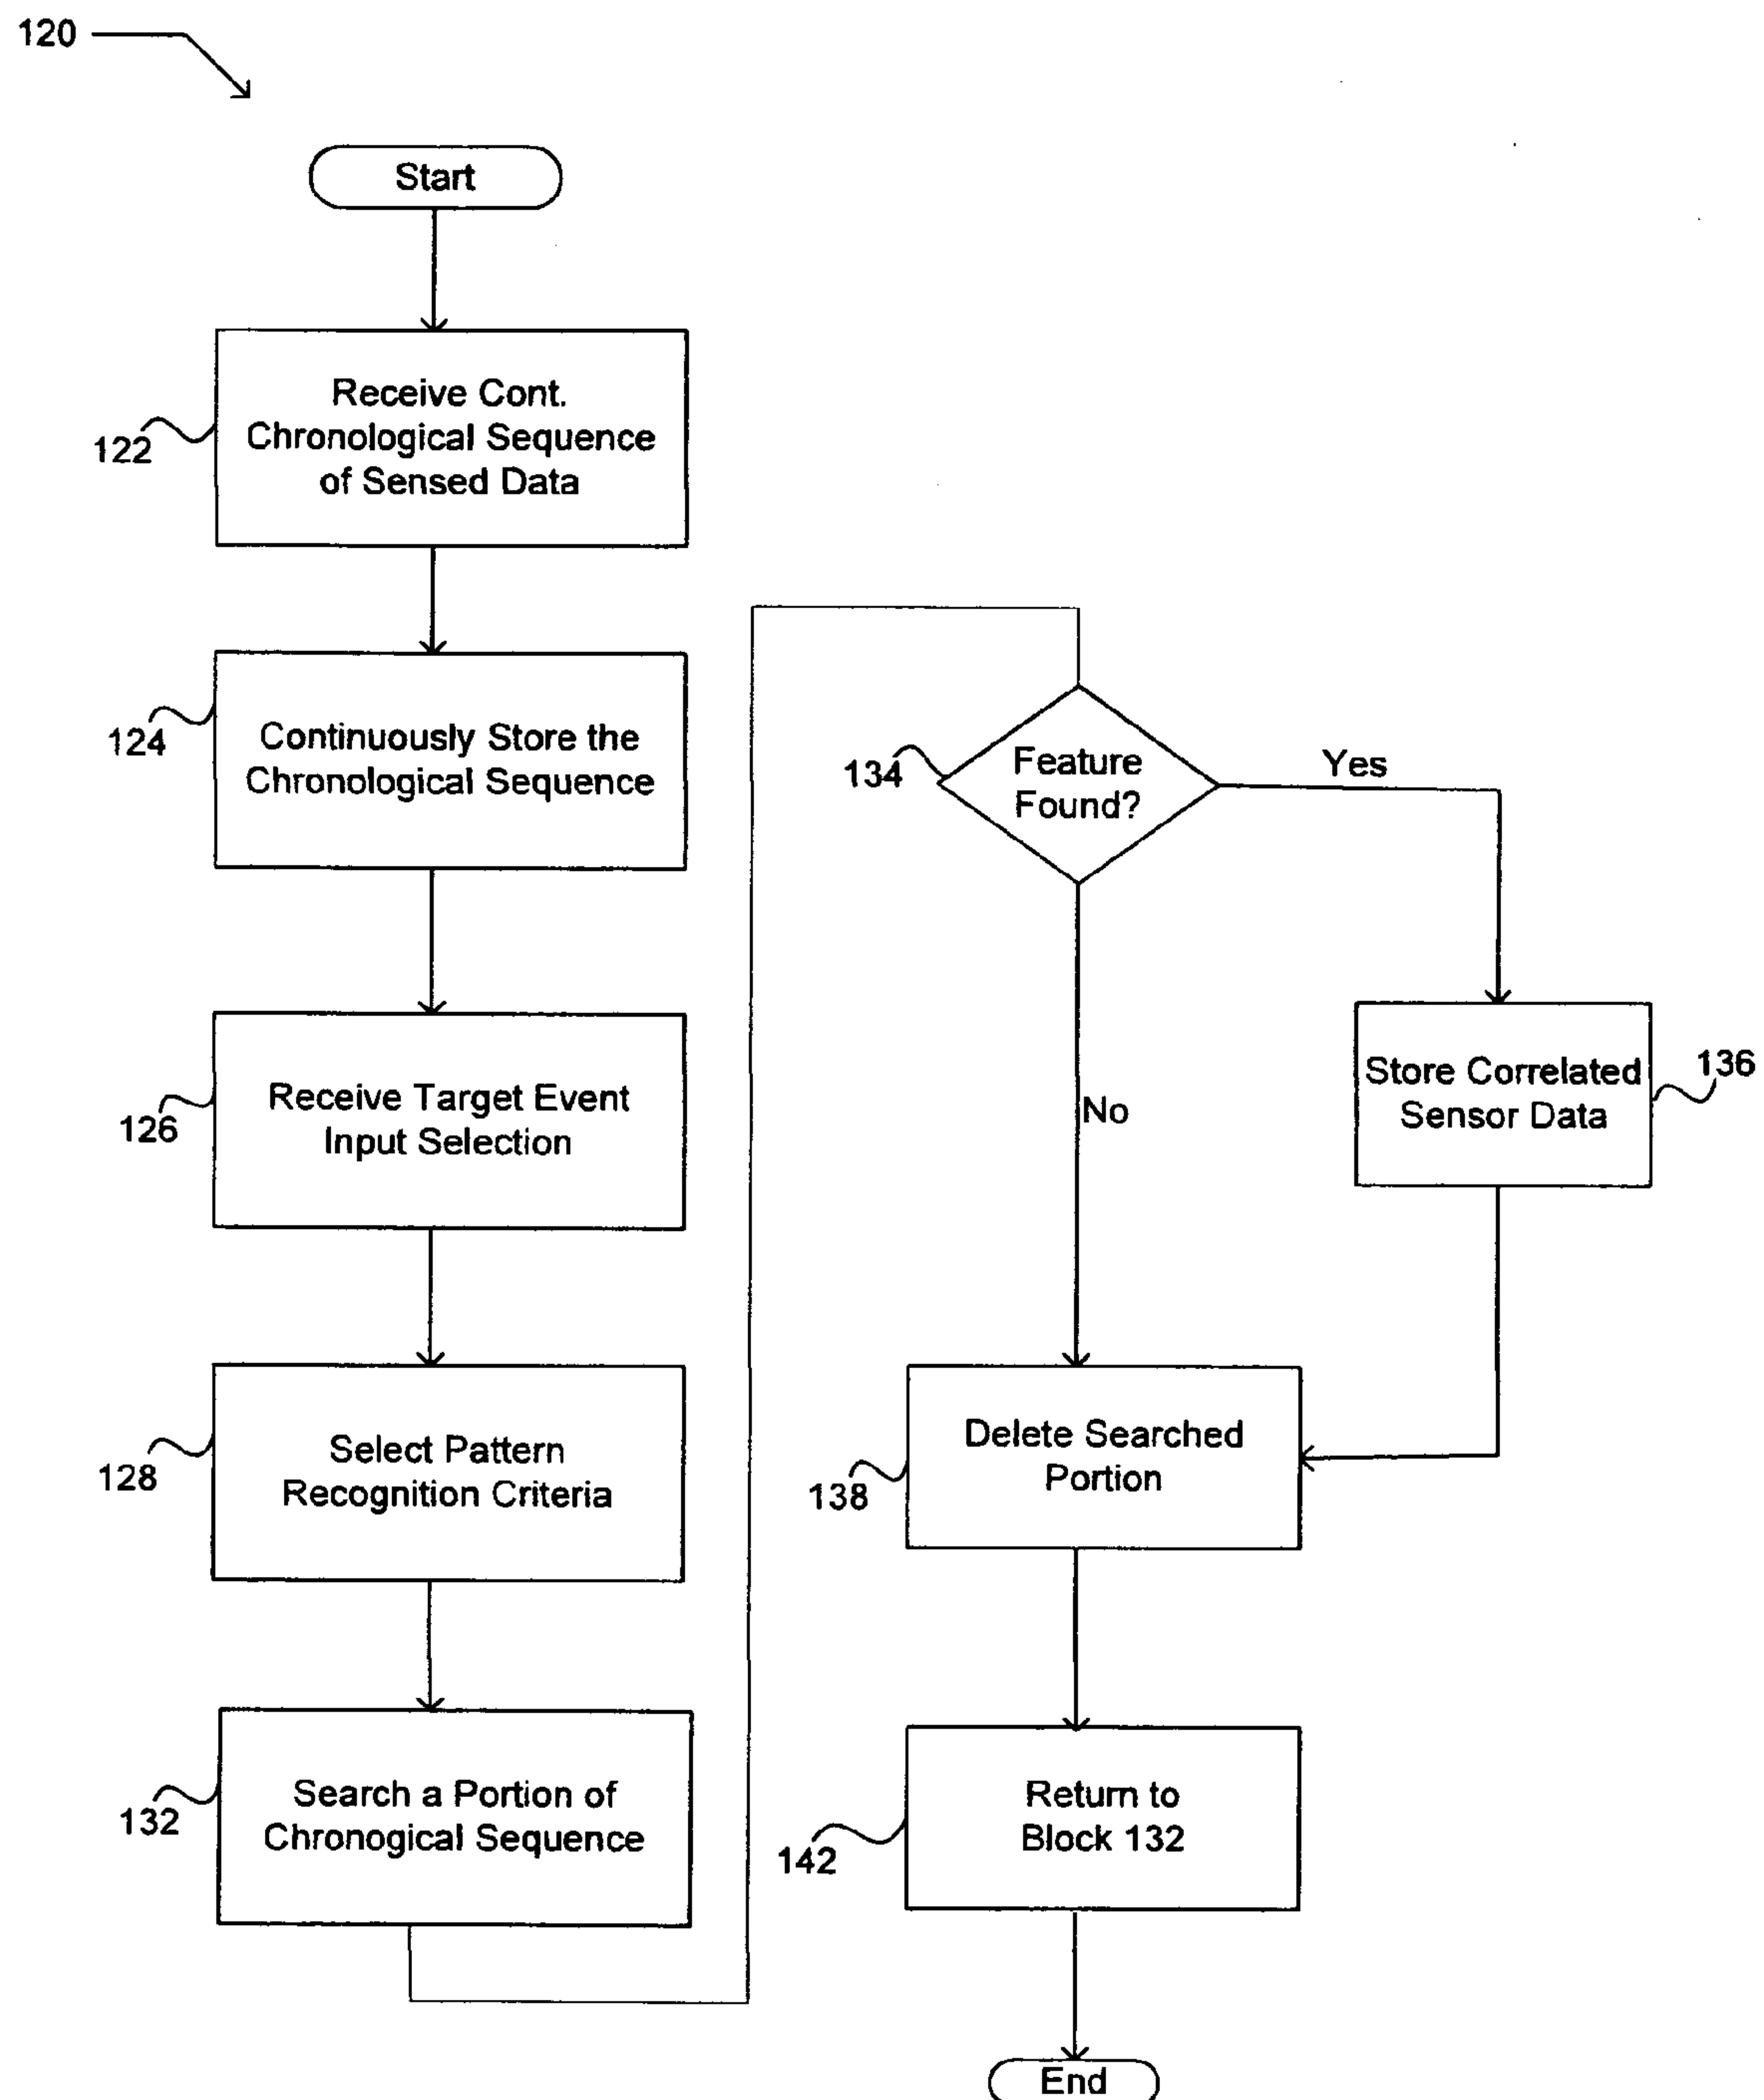 120
Start
Receive Cont.
Chronological Sequence
of Sensed Data
122
Continuously Store the
Chronological Sequence
124
Receive Target Event
Input Selection
126
Select Pattern
Recognition Criteria
128
Search a Portion of
Chronogical Sequence
132
Feature
Found?
134
Yes
No
Store Correlated
Sensor Data
136
Delete Searched
Portion
138
Return to
Block 132
142
End